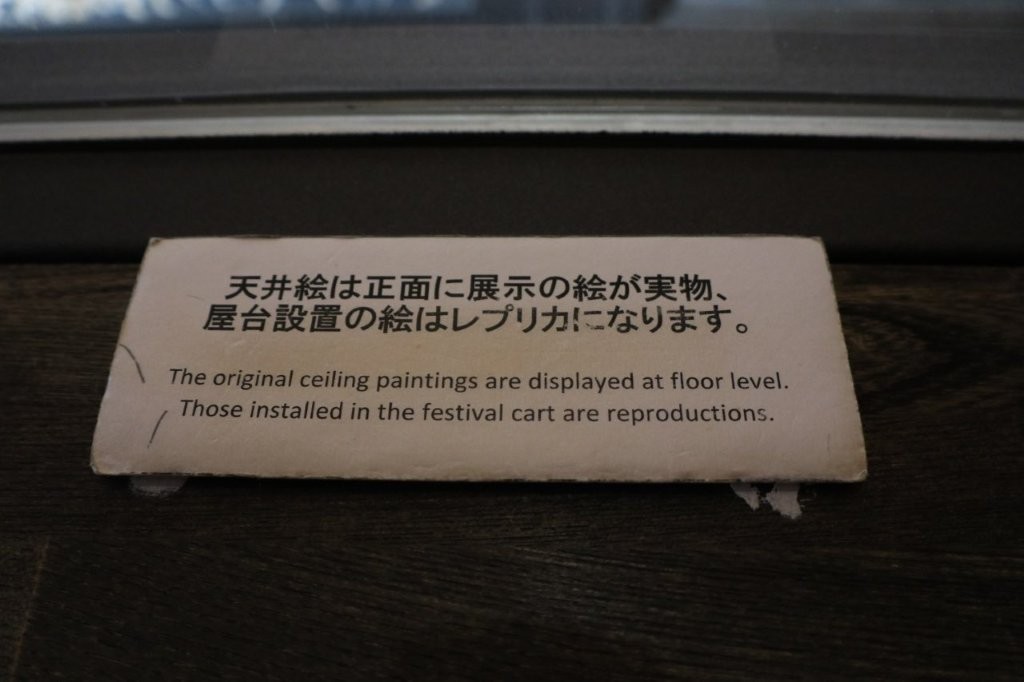 天井絵は正面に展示の絵が実物、
屋台設置の絵はレプリカになります。
The original ceiling paintings are displayed at floor level.
Those installed in the festival cart are reproductions.